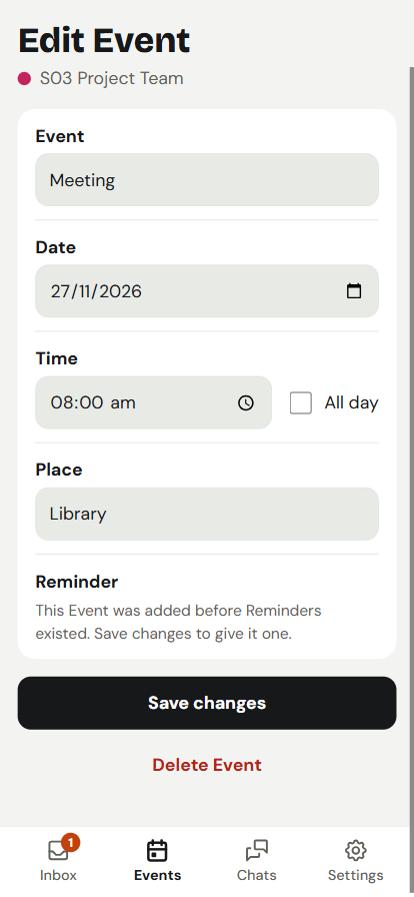 Edit Event
S03 Project Team
Event
Meeting
Date
27/11/2026
Time
08:00 am
All day
Place
Library
Reminder
This Event was added before Reminders
existed. Save changes to give it one.
Save changes
Delete Event
1
Inbox
Events
Chats
Settings